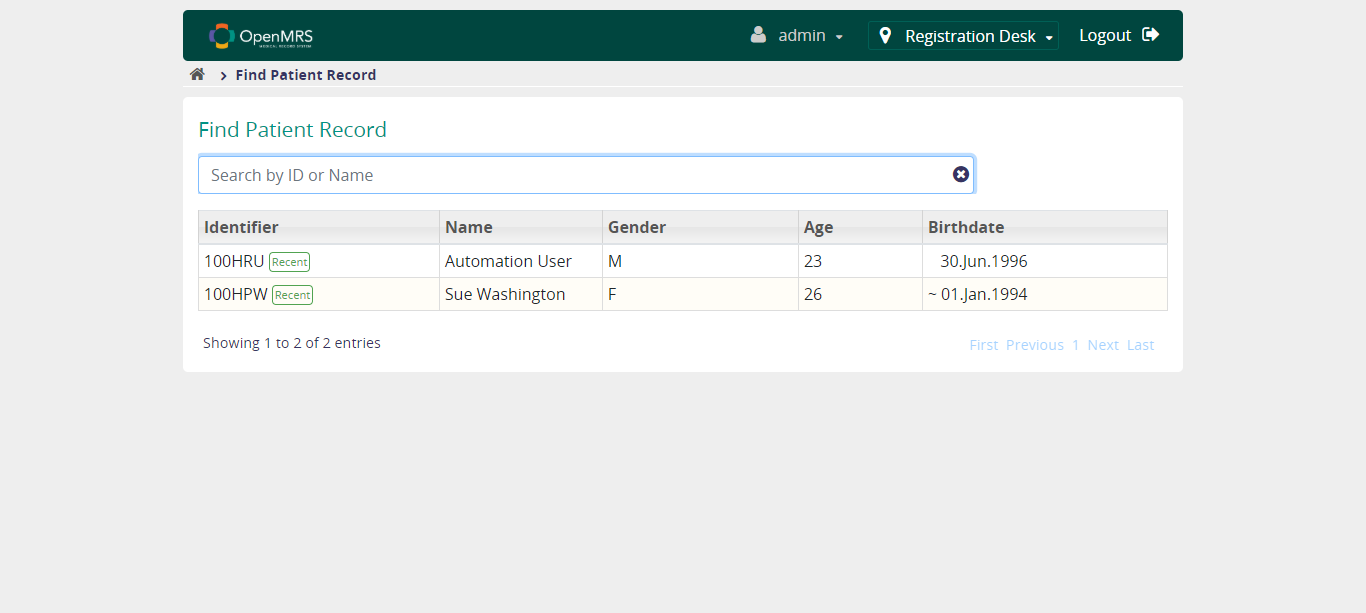 OpenMRS
MEDICAL RECORD SYSTEM
admin
Registration Desk
Logout
Find Patient Record
Find Patient Record
Search by ID or Name
Identifier Name Gender Age Birthdate
100HRU Recent Automation User M 23 30.Jun.1996
100HPW Recent Sue Washington F 26 ~ 01.Jan.1994
Showing 1 to 2 of 2 entries
First Previous 1 Next Last